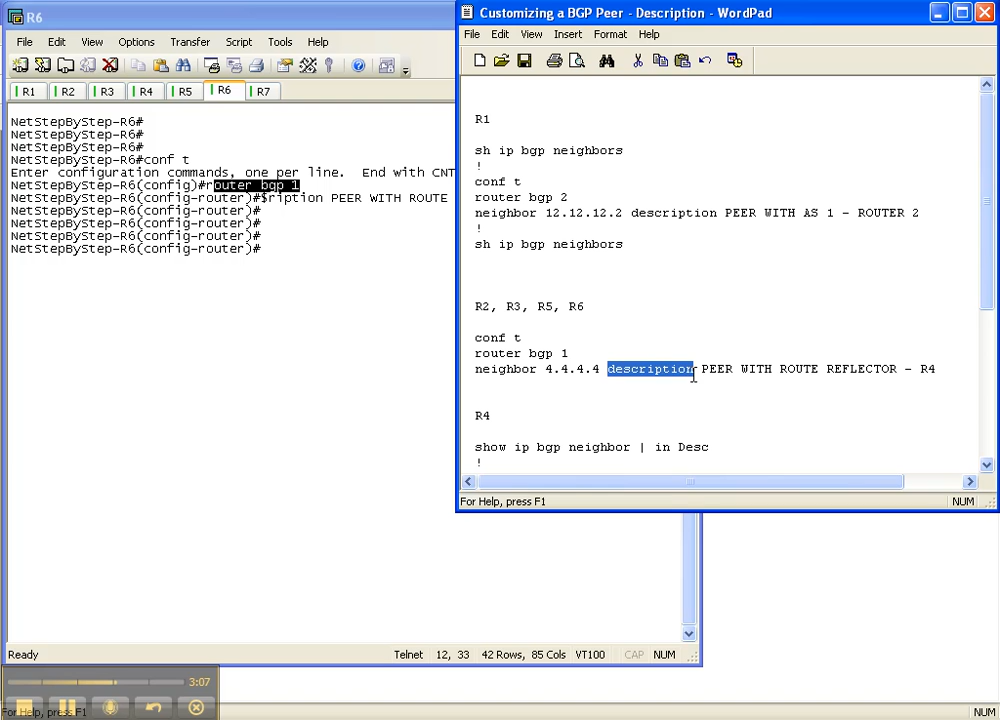 R6
File Edit View Options Transfer Script Tools Help
R1 R2 R3 R4 R5 R6 R7
NetStepByStep-R6#
NetStepByStep-R6#
NetStepByStep-R6#
NetStepByStep-R6#conf t
Enter configuration commands, one per line.  End with CNT
NetStepByStep-R6(config)#router bgp 1
NetStepByStep-R6(config-router)#$ription PEER WITH ROUTE
NetStepByStep-R6(config-router)#
NetStepByStep-R6(config-router)#
NetStepByStep-R6(config-router)#
NetStepByStep-R6(config-router)#
Ready Telnet 12, 33 42 Rows, 85 Cols VT100 CAP NUM
3:07
For Help, press F1 NUM
Customizing a BGP Peer - Description - WordPad
File Edit View Insert Format Help
R1
sh ip bgp neighbors
!
conf t
router bgp 2
neighbor 12.12.12.2 description PEER WITH AS 1 - ROUTER 2
!
sh ip bgp neighbors
R2, R3, R5, R6
conf t
router bgp 1
neighbor 4.4.4.4 description PEER WITH ROUTE REFLECTOR - R4
R4
show ip bgp neighbor | in Desc
!
For Help, press F1 NUM